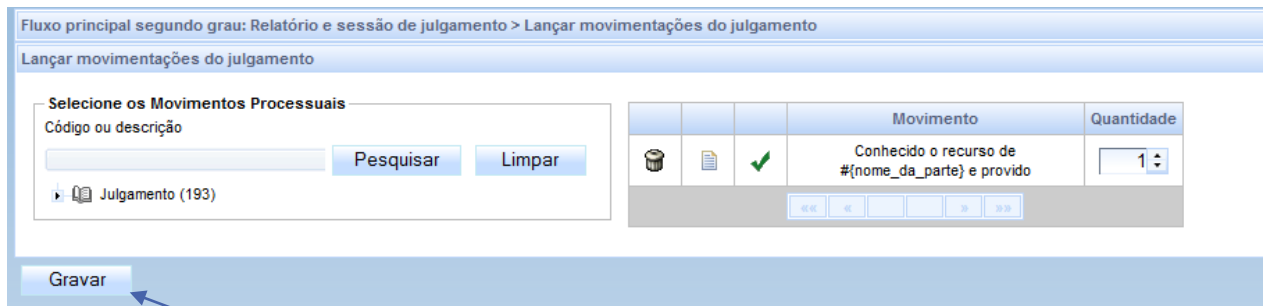 Fluxo principal segundo grau: Relatório e sessão de julgamento > Lançar movimentações do julgamento
Lançar movimentações do julgamento
Selecione os Movimentos Processuais
Código ou descrição
Pesquisar Limpar
Julgamento (193)
Movimento Quantidade
Conhecido o recurso de
#{nome_da_parte} e provido
1
«« « » »»
Gravar